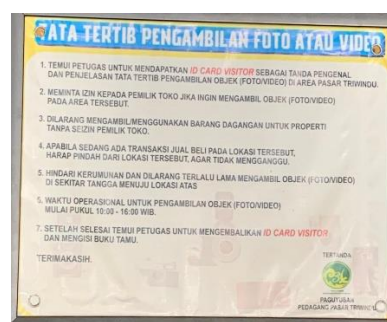 TATA TERTIB PENGAMBILAN FOTO ATAU VIDEO
1. TEMUI PETUGAS UNTUK MENDAPATKAN ID CARD VISITOR SEBAGAI TANDA PENGENAL
DAN PENJELASAN TATA TERTIB PENGAMBILAN OBJEK (FOTO/VIDEO) DI AREA PASAR TRIWINDU.
2. MEMINTA IZIN KEPADA PEMILIK TOKO JIKA INGIN MENGAMBIL OBJEK (FOTO/VIDEO)
PADA AREA TERSEBUT.
3. DILARANG MENGAMBIL/MENGGUNAKAN BARANG DAGANGAN UNTUK PROPERTI
TANPA SEIZIN PEMILIK TOKO.
4. APABILA SEDANG ADA TRANSAKSI JUAL BELI PADA LOKASI TERSEBUT,
HARAP PINDAH DARI LOKASI TERSEBUT, AGAR TIDAK MENGGANGGU.
5. HINDARI KERUMUNAN DAN DILARANG TERLALU LAMA MENGAMBIL OBJEK (FOTO/VIDEO)
DI SEKITAR TANGGA MENUJU LOKASI ATAS
6. WAKTU OPERASIONAL UNTUK PENGAMBILAN OBJEK (FOTO/VIDEO)
MULAI PUKUL 10:00 - 16:00 WIB.
7. SETELAH SELESAI TEMUI PETUGAS UNTUK MENGEMBALIKAN ID CARD VISITOR
DAN MENGISI BUKU TAMU.
TERIMAKASIH.
TERTANDA
PAGUYUBAN
PEDAGANG PASAR TRIWINDU